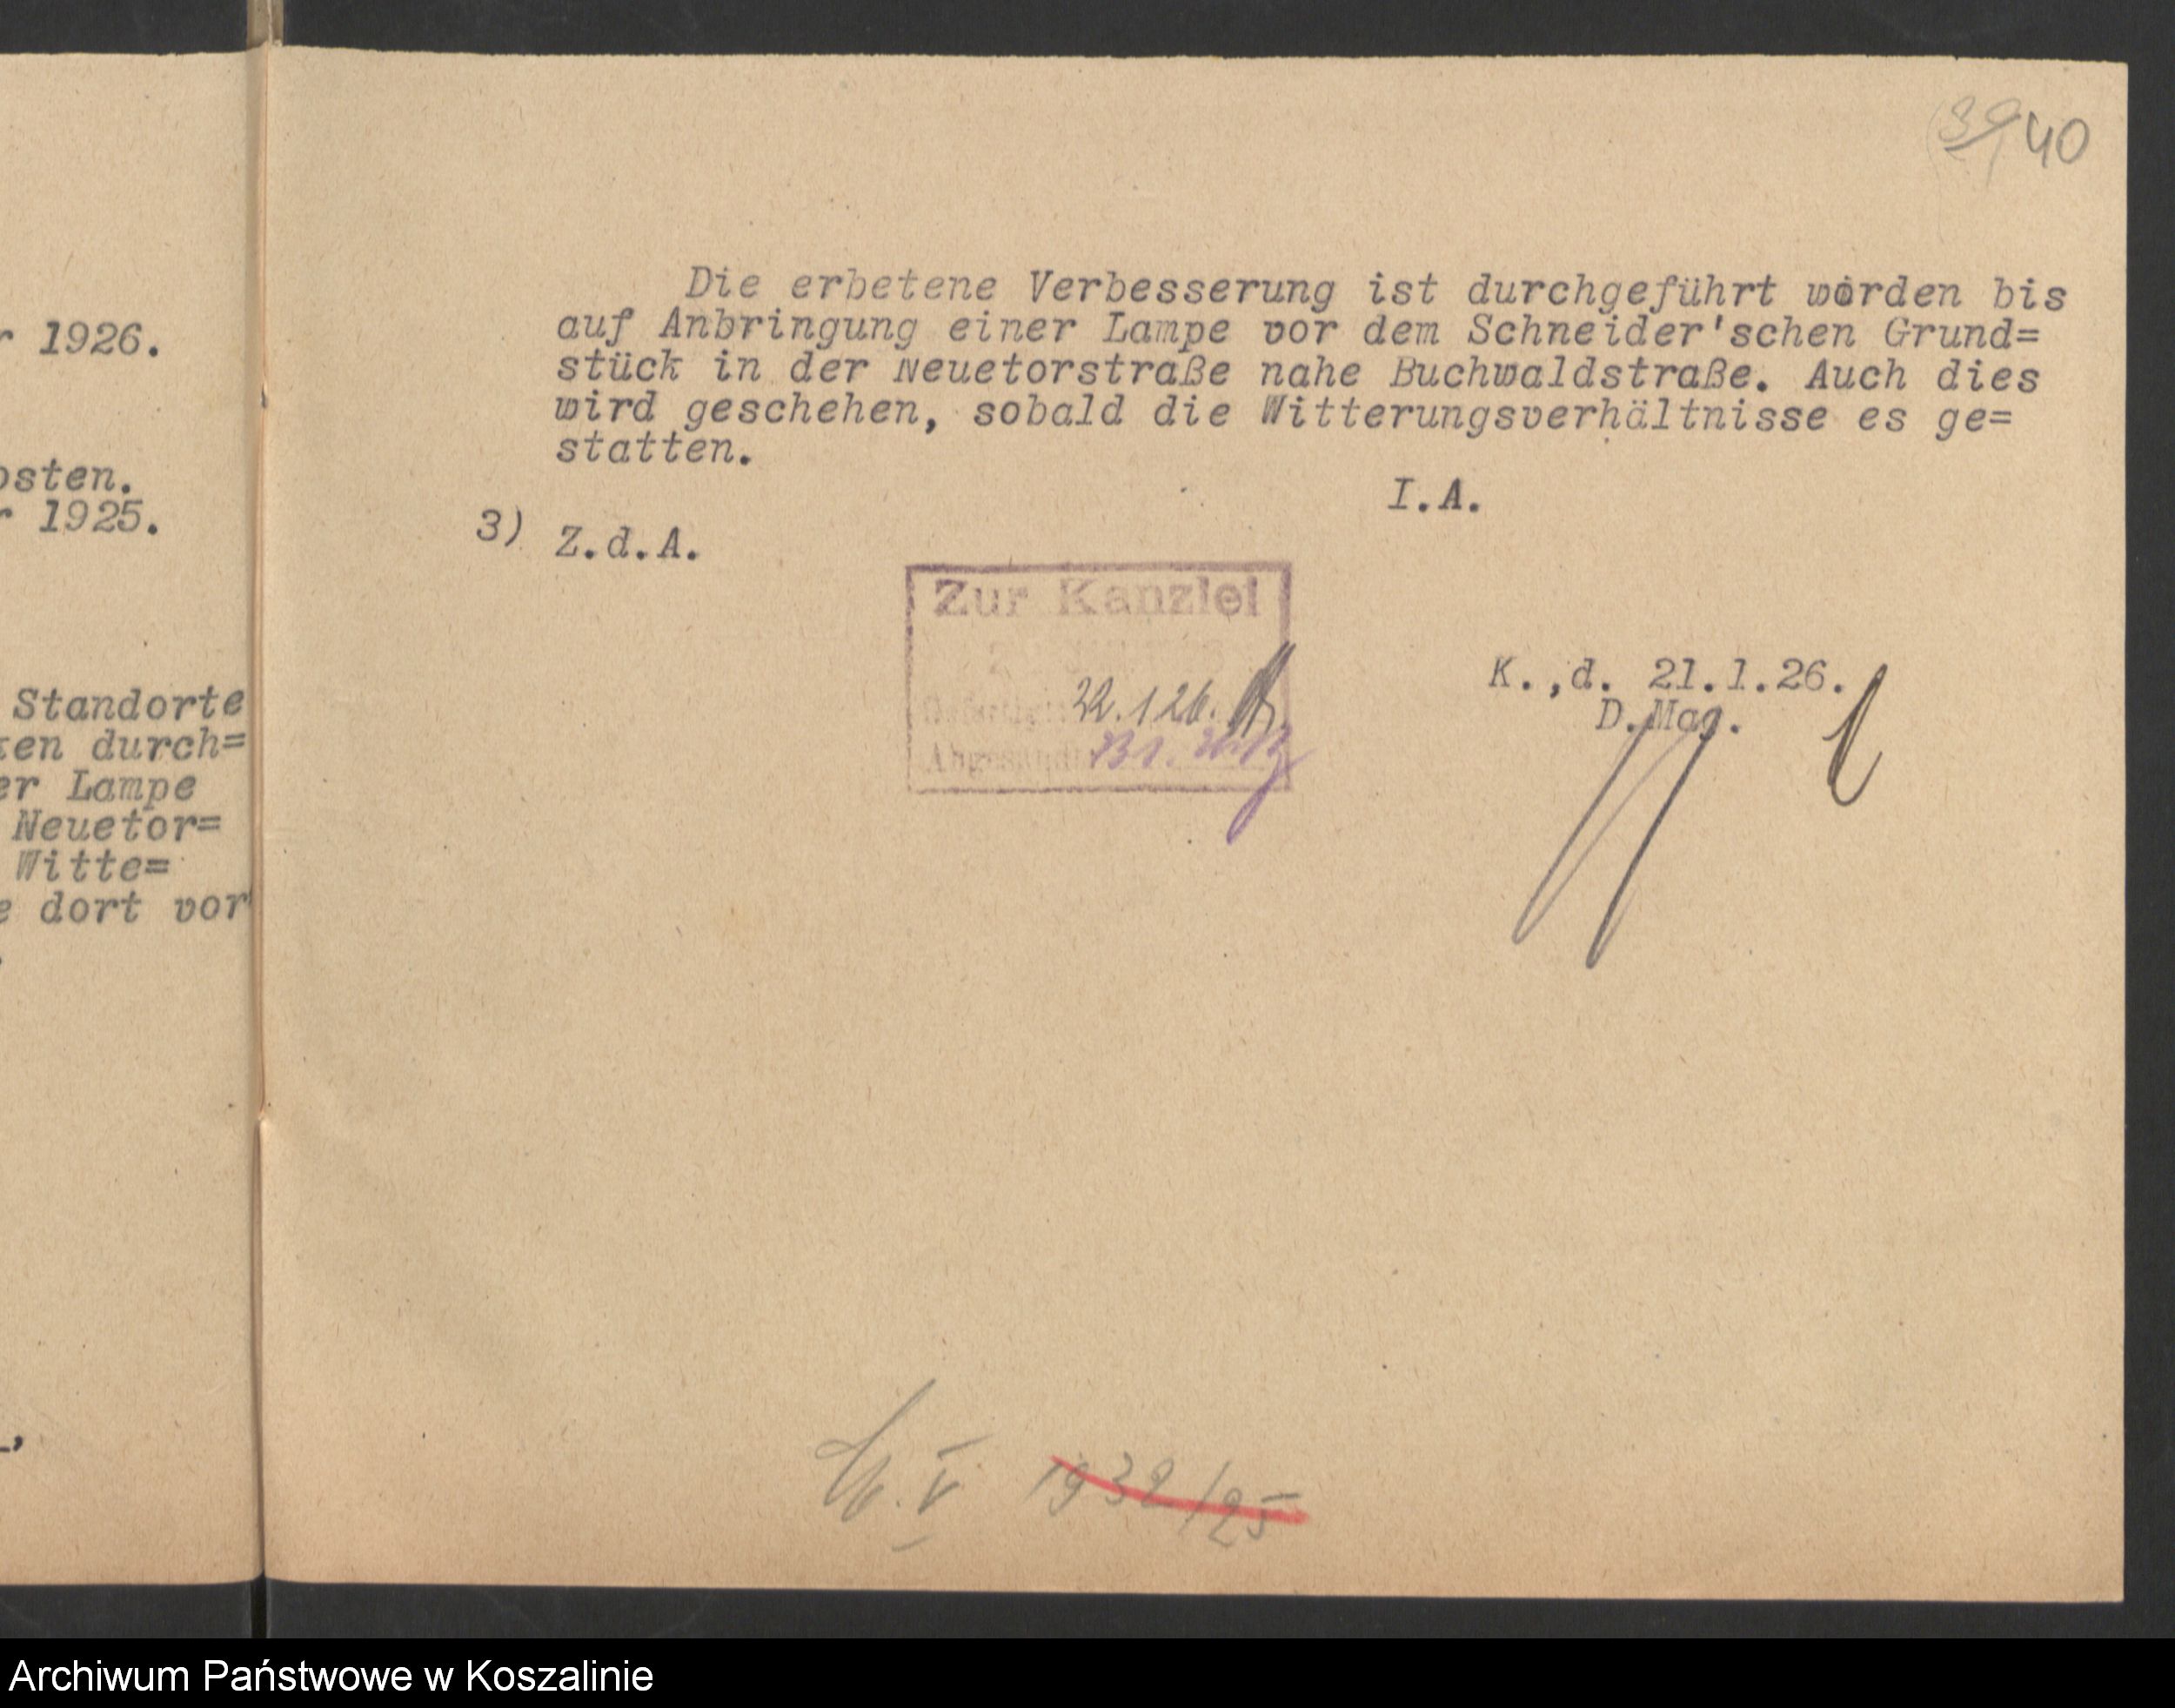 r 1926.
osten.
r 1925.
Standorte
ken durch=
er Lampe
Neuetor=
Witte=
e dort vor
39 40
Die erbetene Verbesserung ist durchgeführt worden bis
auf Anbringung einer Lampe vor dem Schneider'schen Grund=
stück in der Neuetorstraße nahe Buchwaldstraße. Auch dies
wird geschehen, sobald die Witterungsverhältnisse es ge=
statten.
I.A.
3) Z.d.A.
Zur Kanzlei
22.1.26.
Abgesandt
K.,d. 21.1.26.
D.Mag.
V 1932/25
Archiwum Państwowe w Koszalinie